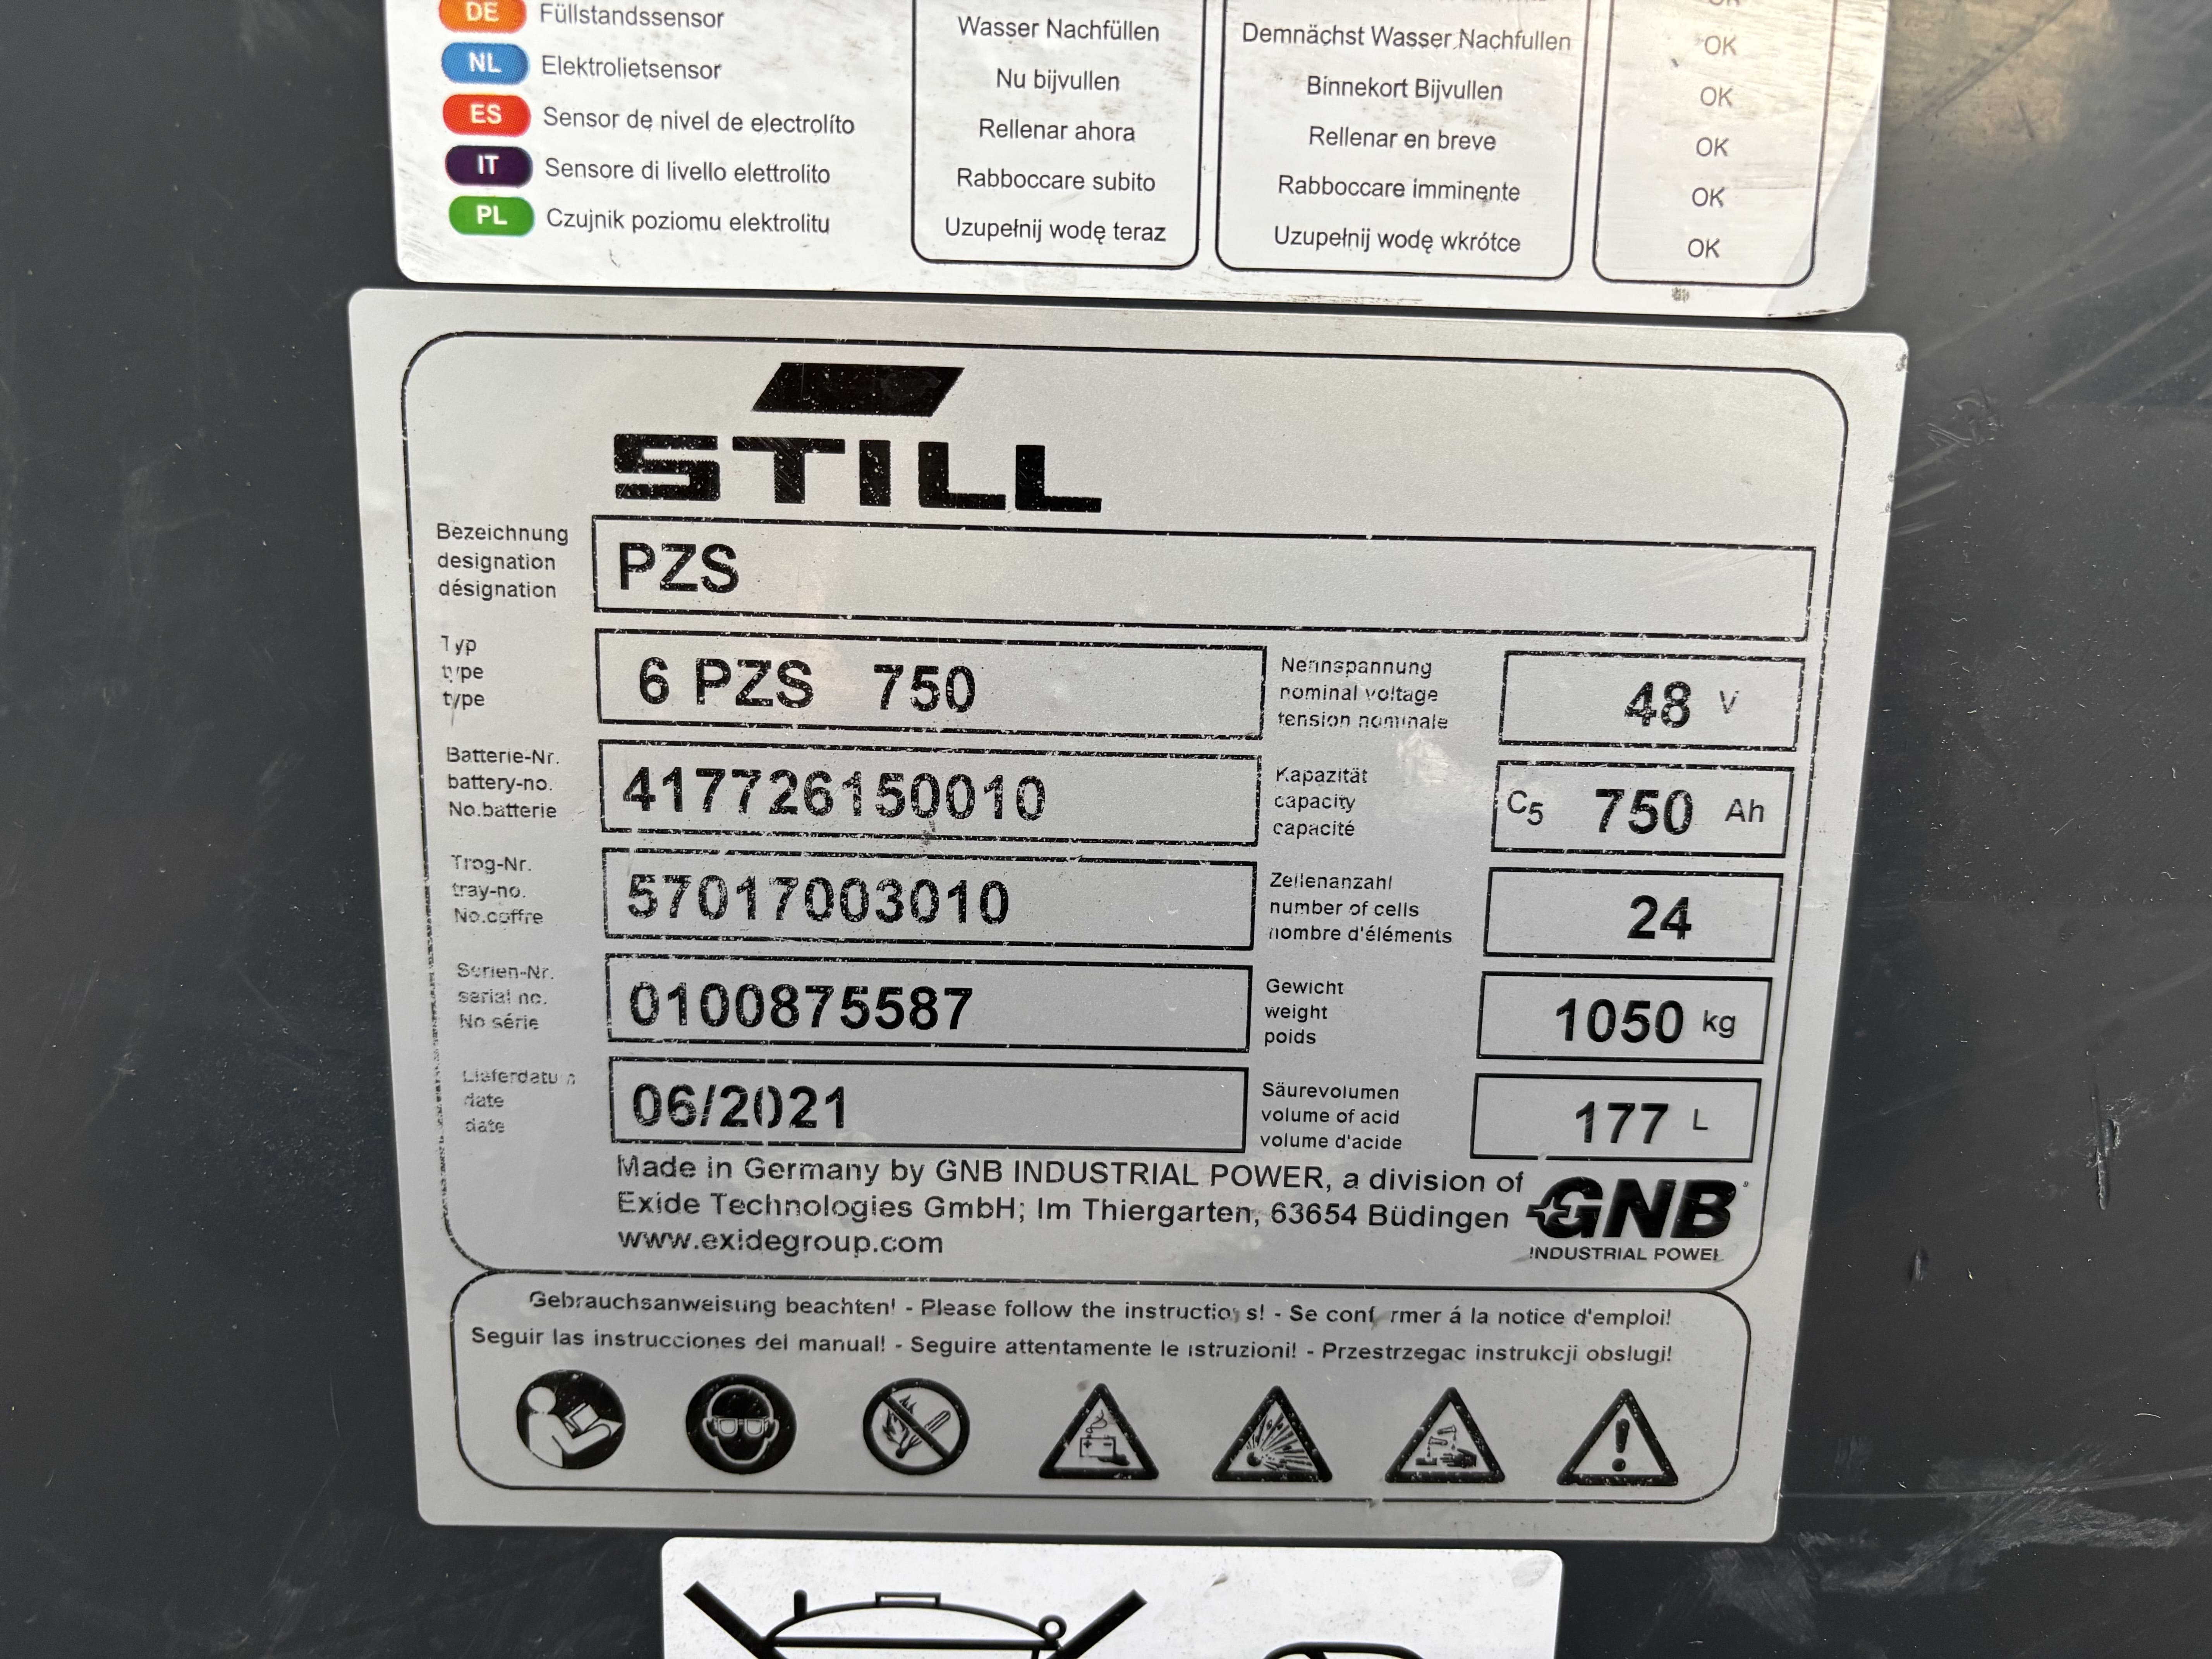 DE Füllstandssensor Wasser Nachfüllen Demnächst Wasser Nachfullen OK
NL Elektrolietsensor Nu bijvullen Binnekort Bijvullen OK
ES Sensor de nivel de electrolíto Rellenar ahora Rellenar en breve OK
IT Sensore di livello elettrolito Rabboccare subito Rabboccare imminente OK
PL Czujnik poziomu elektrolitu Uzupełnij wodę teraz Uzupełnij wodę wkrótce OK
STILL
Bezeichnung
designation
désignation
PZS
Typ
type
type
6 PZS 750
Nennspannung
nominal voltage
tension nominale
48 V
Batterie-Nr.
battery-no.
No.batterie
417726150010
Kapazität
capacity
capacité
C5 750 Ah
Trog-Nr.
tray-no.
No.coffre
57017003010
Zellenanzahl
number of cells
nombre d'éléments
24
Serien-Nr.
serial no.
No série
0100875587
Gewicht
weight
poids
1050 kg
Lieferdatum
date
date
06/2021
Säurevolumen
volume of acid
volume d'acide
177 L
Made in Germany by GNB INDUSTRIAL POWER, a division of
Exide Technologies GmbH; Im Thiergarten, 63654 Büdingen
www.exidegroup.com
GNB
INDUSTRIAL POWER
Gebrauchsanweisung beachten! - Please follow the instructions! - Se conformer á la notice d'emploi!
Seguir las instrucciones del manual! - Seguire attentamente le istruzioni! - Przestrzegac instrukcji obslugi!